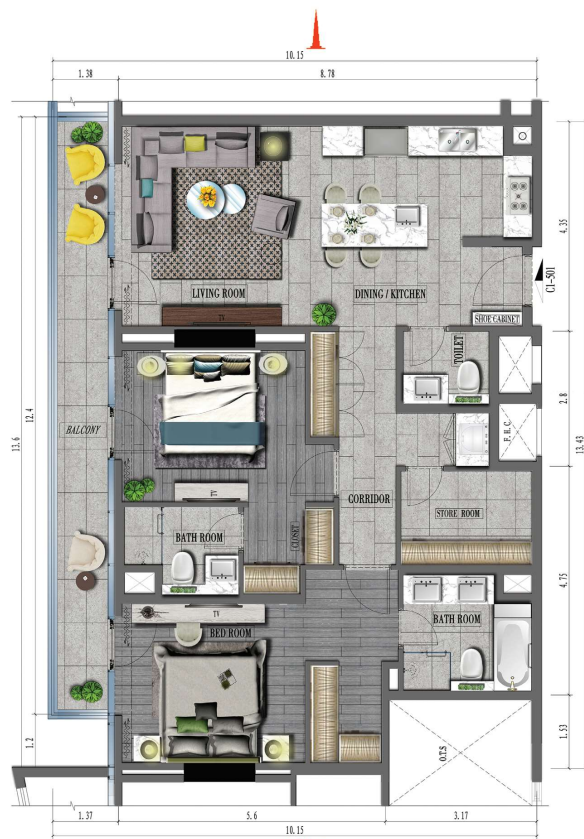 10.15
1.38
8.78
4.35
C1-501
LIVING ROOM
DINING / KITCHEN
TV
SHOE CABINET
TOILET
12.4
13.6
2.8
13.43
BALCONY
F. H. C.
TV
CORRIDOR
STORE ROOM
BATH ROOM
CLOSET
4.75
TV
BED ROOM
BATH ROOM
1.2
O.T.S
1.53
1.37
5.6
3.17
10.15